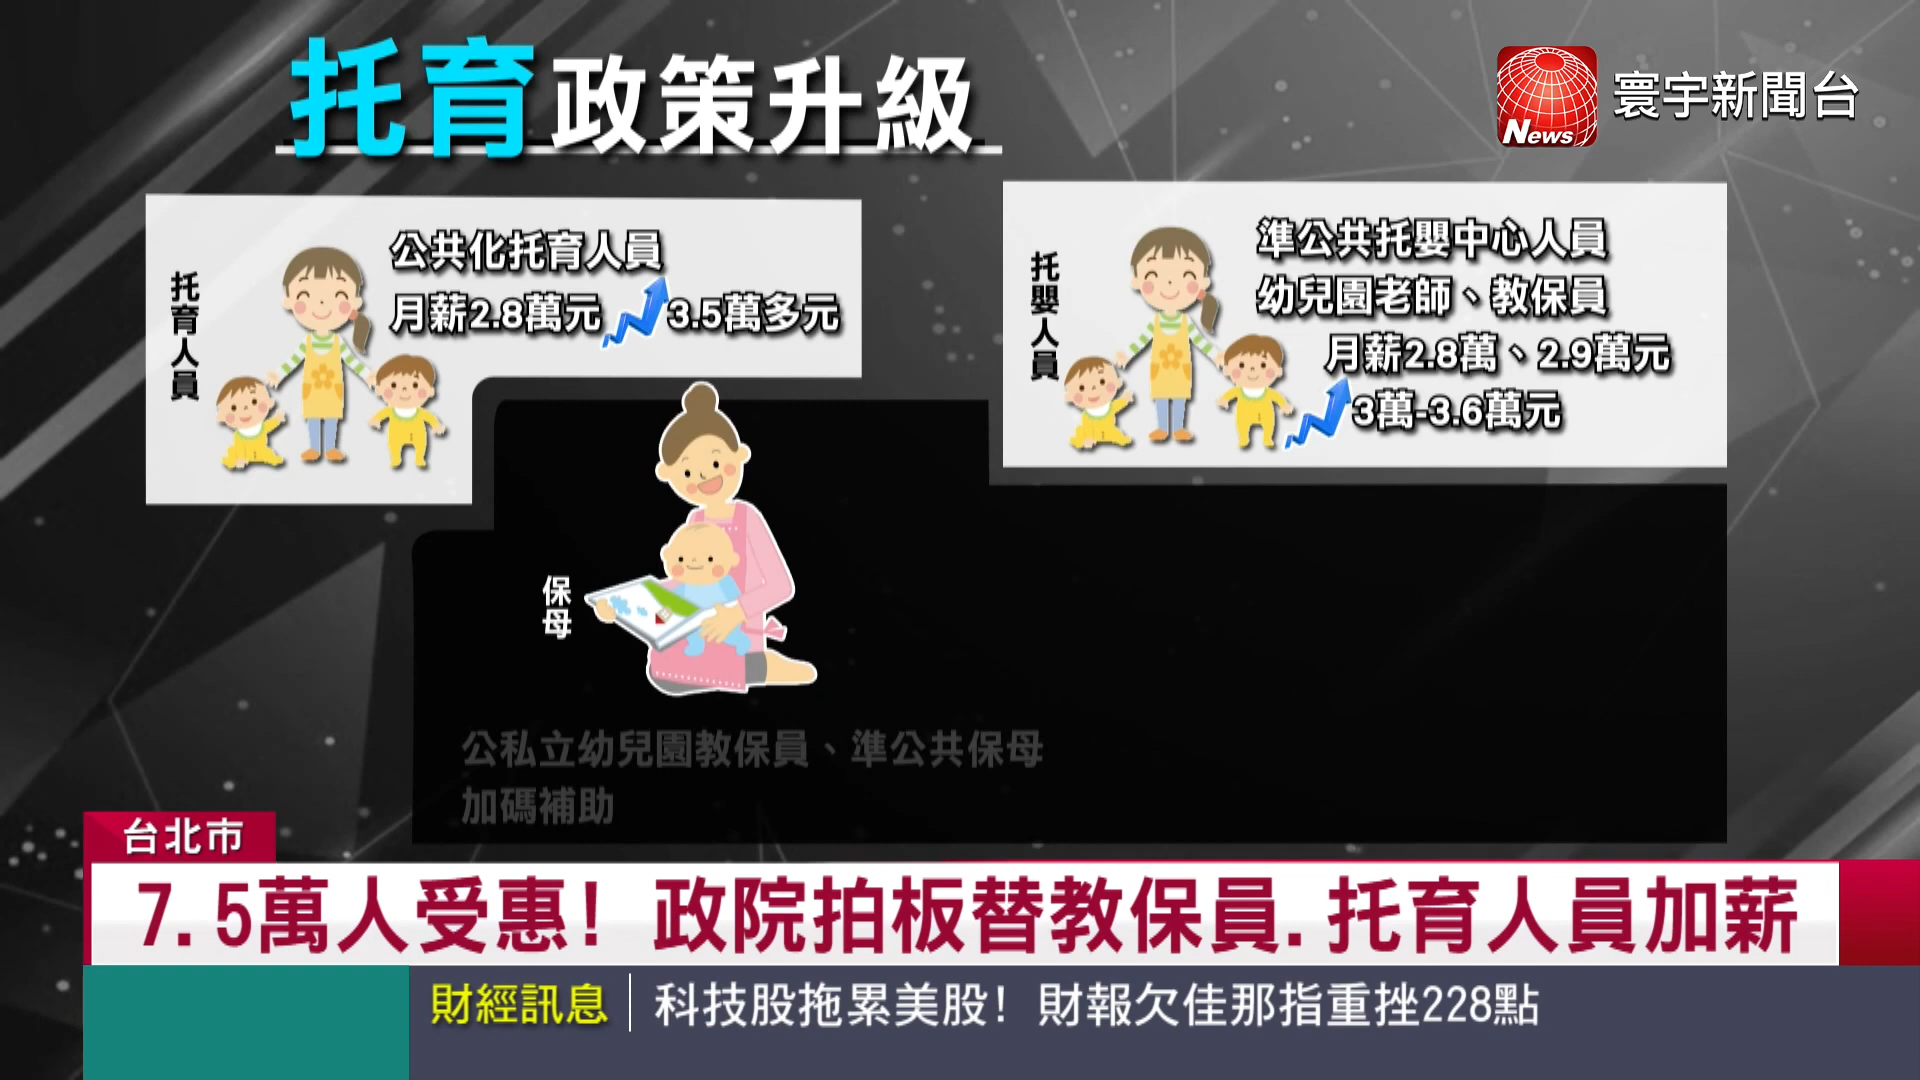 托育政策升級
News
寰宇新聞台
托育人員
公共化托育人員
月薪2.8萬元 3.5萬多元
托嬰人員
準公共托嬰中心人員
幼兒園老師、教保員
月薪2.8萬、2.9萬元
3萬-3.6萬元
保母
公私立幼兒園教保員、準公共保母
加碼補助
台北市
7.5萬人受惠! 政院拍板替教保員.托育人員加薪
財經訊息
科技股拖累美股! 財報欠佳那指重挫228點